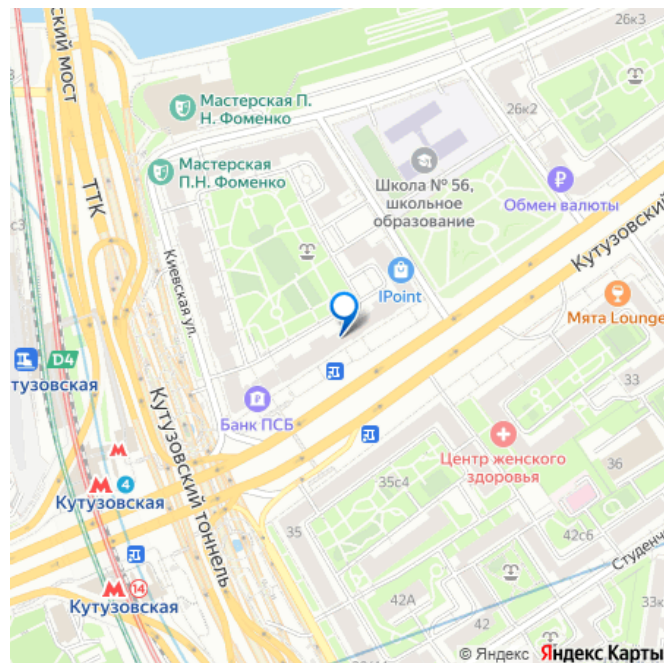 ский мост
26к3
Мастерская П.
Н. Фоменко
26к2
Мастерская
П.Н. Фоменко
ТТК
Школа № 56,
школьное
образование
Обмен валюты
Кутузовский
Киевская ул.
IPoint
Мята Lounge
D4
тузовская
33
Банк ПСБ
Кутузовский тоннель
Центр женского
здоровья
36
35с4
4
Кутузовская
35
42с6
Студенч
14
Кутузовская
42А
42
33к
© Яндекс Яндекс Карты